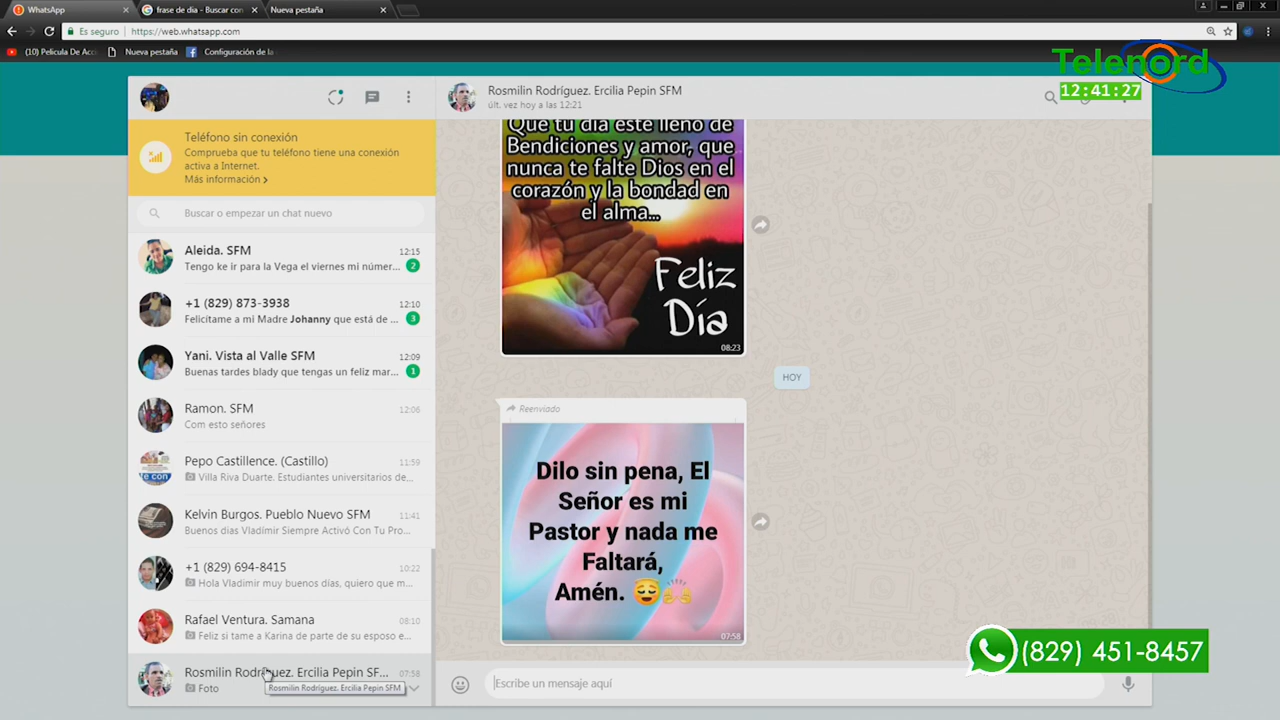 WhatsApp
frase de dia - Buscar con
Nueva pestaña
Es seguro
https://web.whatsapp.com
(10) Pelicula De Acc
Nueva pestaña
Configuración de la
Telenord
12:41:27
Teléfono sin conexión
Comprueba que tu teléfono tiene una conexión
activa a Internet.
Más información >
Buscar o empezar un chat nuevo
Aleida. SFM 12:15
Tengo ke ir para la Vega el viernes mi númer... 2
+1 (829) 873-3938 12:10
Felicítame a mi Madre Johanny que está de ... 3
Yani. Vista al Valle SFM 12:09
Buenas tardes blady que tengas un feliz mar... 1
Ramon. SFM 12:06
Com esto señores
Pepo Castillence. (Castillo) 11:59
Villa Riva Duarte. Estudiantes universitarios de...
Kelvin Burgos. Pueblo Nuevo SFM 11:41
Buenos dias Vladímir Siempre Activó Con Tu Pro...
+1 (829) 694-8415 10:22
Hola Vladimir muy buenos días, quiero que m...
Rafael Ventura. Samana 08:10
Feliz si tame a Karina de parte de su esposo e...
Rosmilin Rodríguez. Ercilia Pepin SF... 07:58
Foto
Rosmilin Rodríguez. Ercilia Pepin SFM
Rosmilin Rodríguez. Ercilia Pepin SFM
últ. vez hoy a las 12:21
Que tu día esté lleno de
Bendiciones y amor, que
nunca te falte Dios en el
corazón y la bondad en
el alma...
Feliz
Día
08:23
HOY
Reenviado
Dilo sin pena, El
Señor es mi
Pastor y nada me
Faltará,
Amén. 😌🙌
07:58
Escribe un mensaje aquí
(829) 451-8457